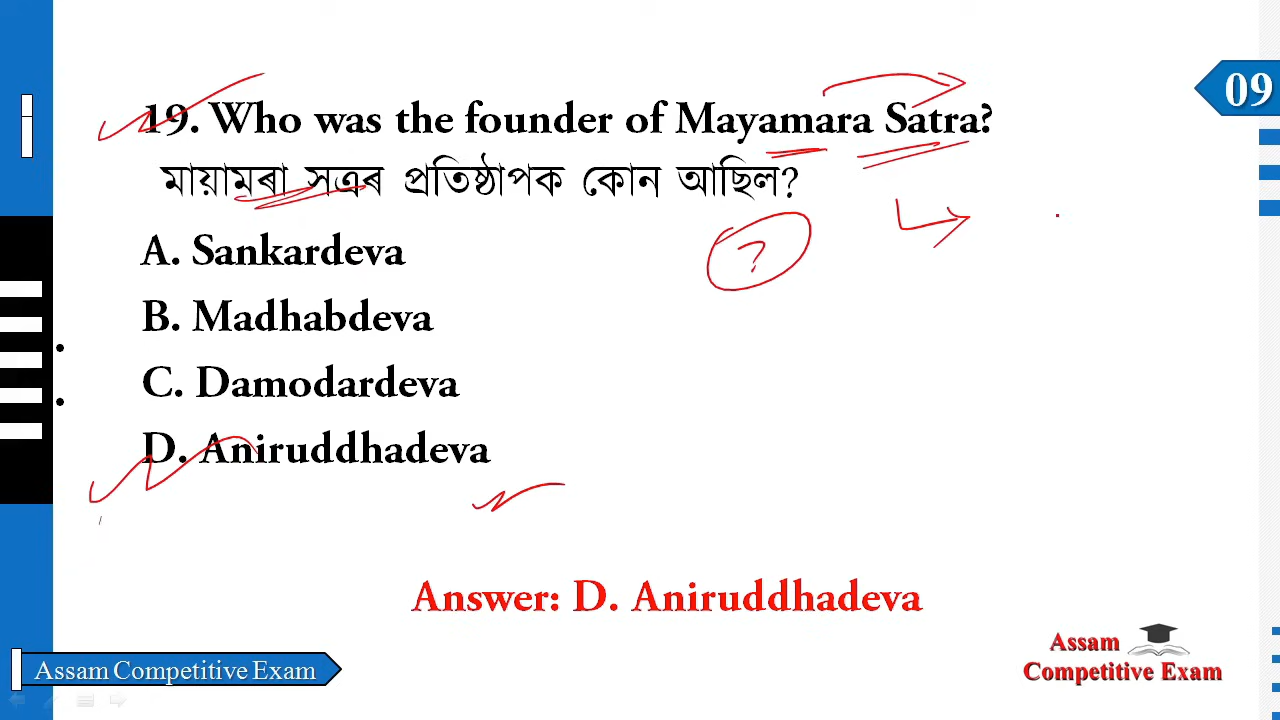 09
19. Who was the founder of Mayamara Satra?
মায়ামৰা সত্ৰৰ প্ৰতিষ্ঠাপক কোন আছিল?
?
A. Sankardeva
B. Madhabdeva
C. Damodardeva
D. Aniruddhadeva
Answer: D. Aniruddhadeva
Assam Competitive Exam
Assam
Competitive Exam